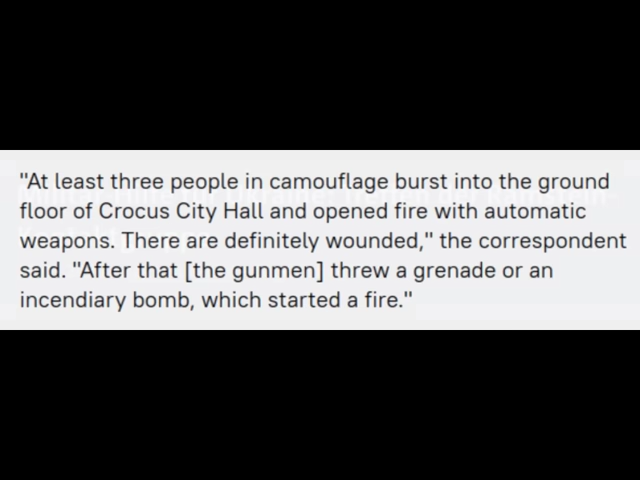 "At least three people in camouflage burst into the ground
floor of Crocus City Hall and opened fire with automatic
weapons. There are definitely wounded," the correspondent
said. "After that [the gunmen] threw a grenade or an
incendiary bomb, which started a fire."